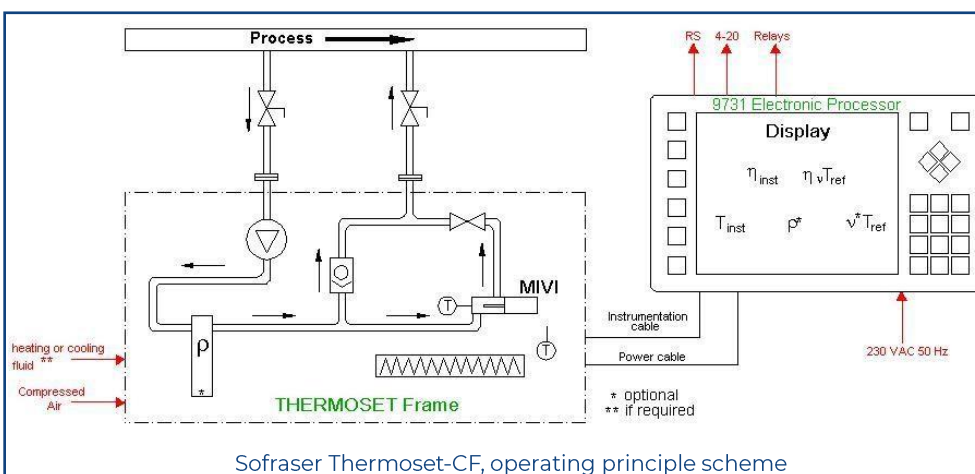 Process
RS 4-20 Relays
9731 Electronic Processor
Display
ηinst η νTref
Tinst ρ* ν*Tref
MIVI
T
T
ρ
*
Instrumentation
cable
Power cable
230 VAC 50 Hz
heating or cooling
fluid **
Compressed
Air
THERMOSET Frame
* optional
** if required
Sofraser Thermoset-CF, operating principle scheme